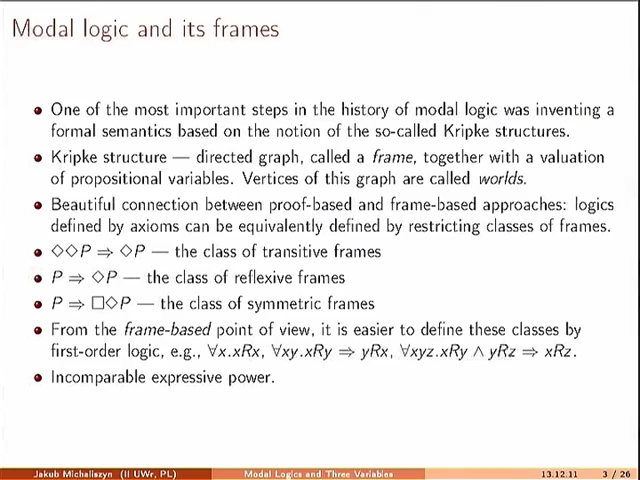 Modal logic and its frames
One of the most important steps in the history of modal logic was inventing a
formal semantics based on the notion of the so-called Kripke structures.
Kripke structure — directed graph, called a frame, together with a valuation
of propositional variables. Vertices of this graph are called worlds.
Beautiful connection between proof-based and frame-based approaches: logics
defined by axioms can be equivalently defined by restricting classes of frames.
◇◇P ⇒ ◇P — the class of transitive frames
P ⇒ ◇P — the class of reflexive frames
P ⇒ □◇P — the class of symmetric frames
From the frame-based point of view, it is easier to define these classes by
first-order logic, e.g., ∀x.xRx, ∀xy.xRy ⇒ yRx, ∀xyz.xRy ∧ yRz ⇒ xRz.
Incomparable expressive power.
Jakub Michaliszyn (II UWr, PL) Modal Logics and Three Variables 13.12.11 3 / 26